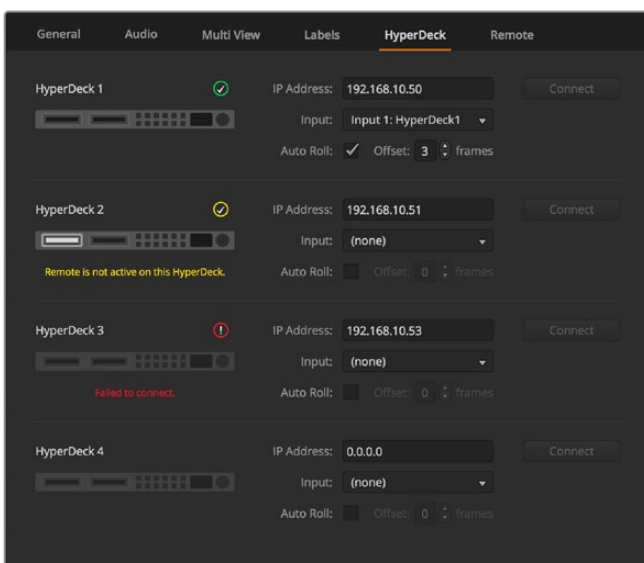 General Audio Multi View Labels HyperDeck Remote
HyperDeck 1 IP Address: 192.168.10.50 Connect
Input: Input 1: HyperDeck1
Auto Roll: Offset: 3 frames
HyperDeck 2 IP Address: 192.168.10.51 Connect
Input: (none)
Remote is not active on this HyperDeck. Auto Roll: Offset: 0 frames
HyperDeck 3 IP Address: 192.168.10.53 Connect
Input: (none)
Failed to connect. Auto Roll: Offset: 0 frames
HyperDeck 4 IP Address: 0.0.0.0 Connect
Input: (none)
Auto Roll: Offset: 0 frames